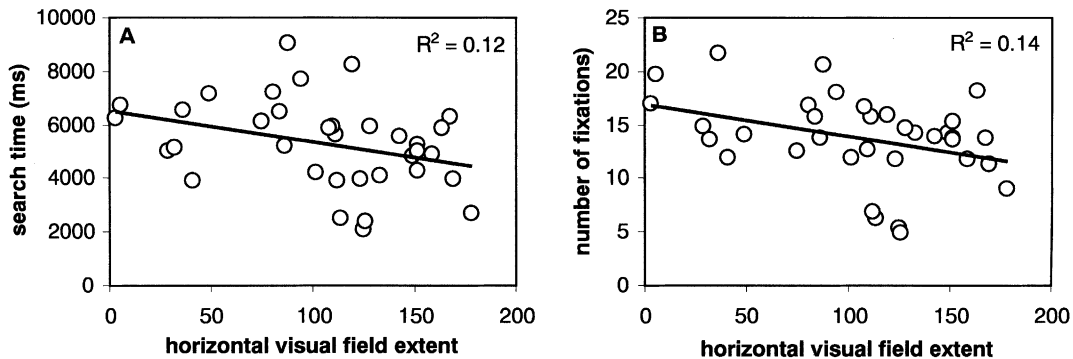 A
R² = 0.12
search time (ms)
10000
8000
6000
4000
2000
0
0 50 100 150 200
horizontal visual field extent
B
R² = 0.14
number of fixations)
25
20
15
10
5
0
0 50 100 150 200
horizontal visual field extent